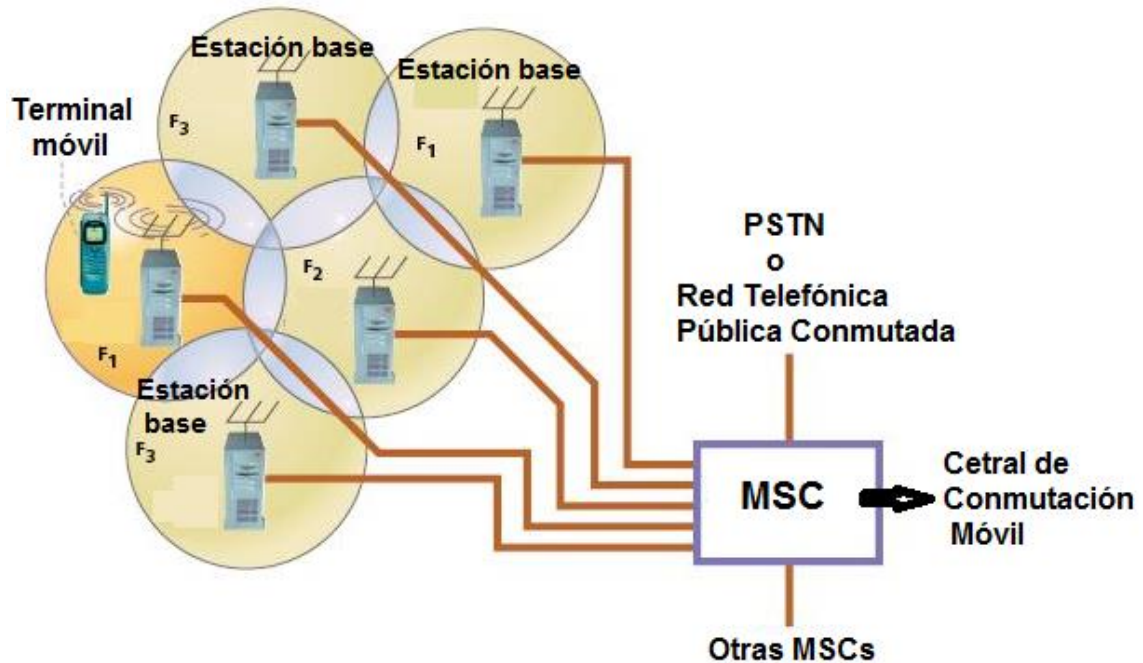 Estación base
Estación base
Terminal
móvil
F3
F1
F2
F1
Estación
base
F3
PSTN
o
Red Telefónica
Pública Conmutada
MSC
Cetral de
Conmutación
Móvil
Otras MSCs